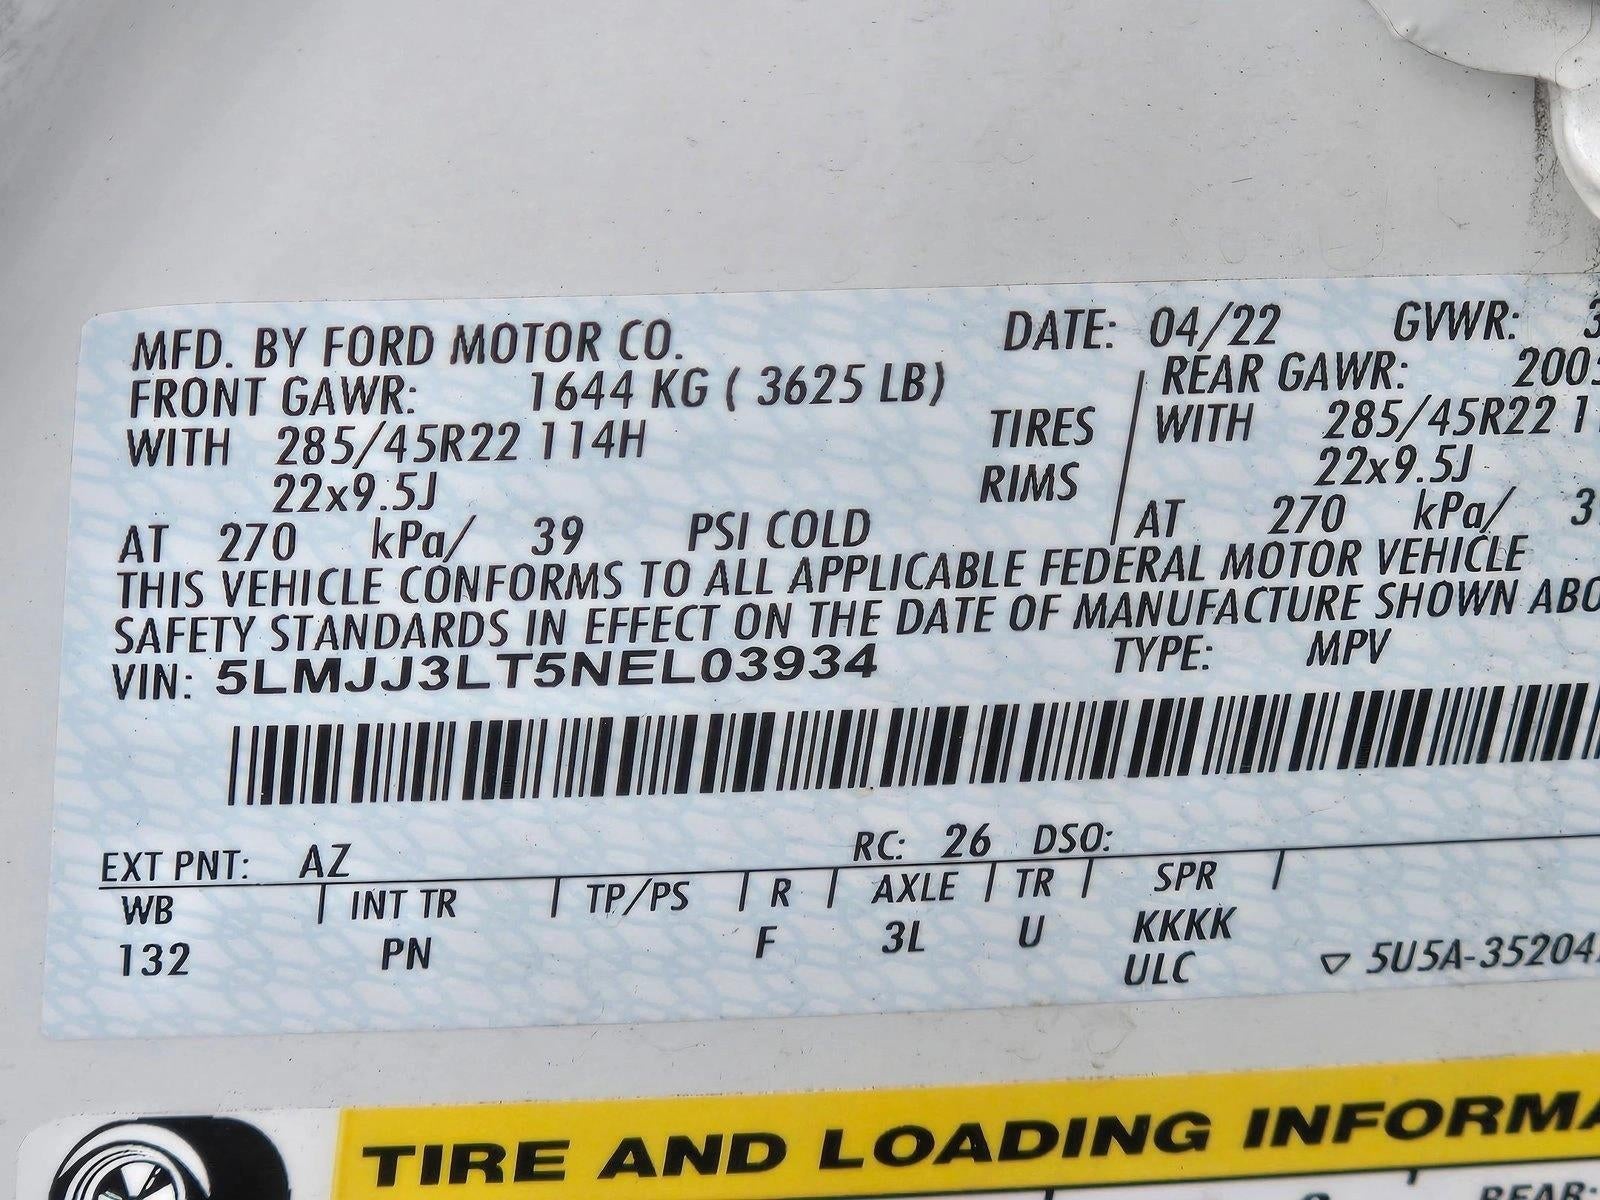 MFD. BY FORD MOTOR CO. DATE: 04/22 GVWR:
FRONT GAWR: 1644 KG ( 3625 LB) REAR GAWR:
WITH 285/45R22 114H TIRES WITH 285/45R22
22x9.5J RIMS 22x9.5J
AT 270 kPa/ 39 PSI COLD AT 270 kPa/
THIS VEHICLE CONFORMS TO ALL APPLICABLE FEDERAL MOTOR VEHICLE
SAFETY STANDARDS IN EFFECT ON THE DATE OF MANUFACTURE SHOWN
VIN: 5LMJJ3LT5NEL03934 TYPE: MPV
EXT PNT: AZ RC: 26 DSO:
WB INT TR TP/PS R AXLE TR SPR
132 PN F 3L U KKKK
ULC ▽ 5U5A-35204
TIRE AND LOADING
REAR: